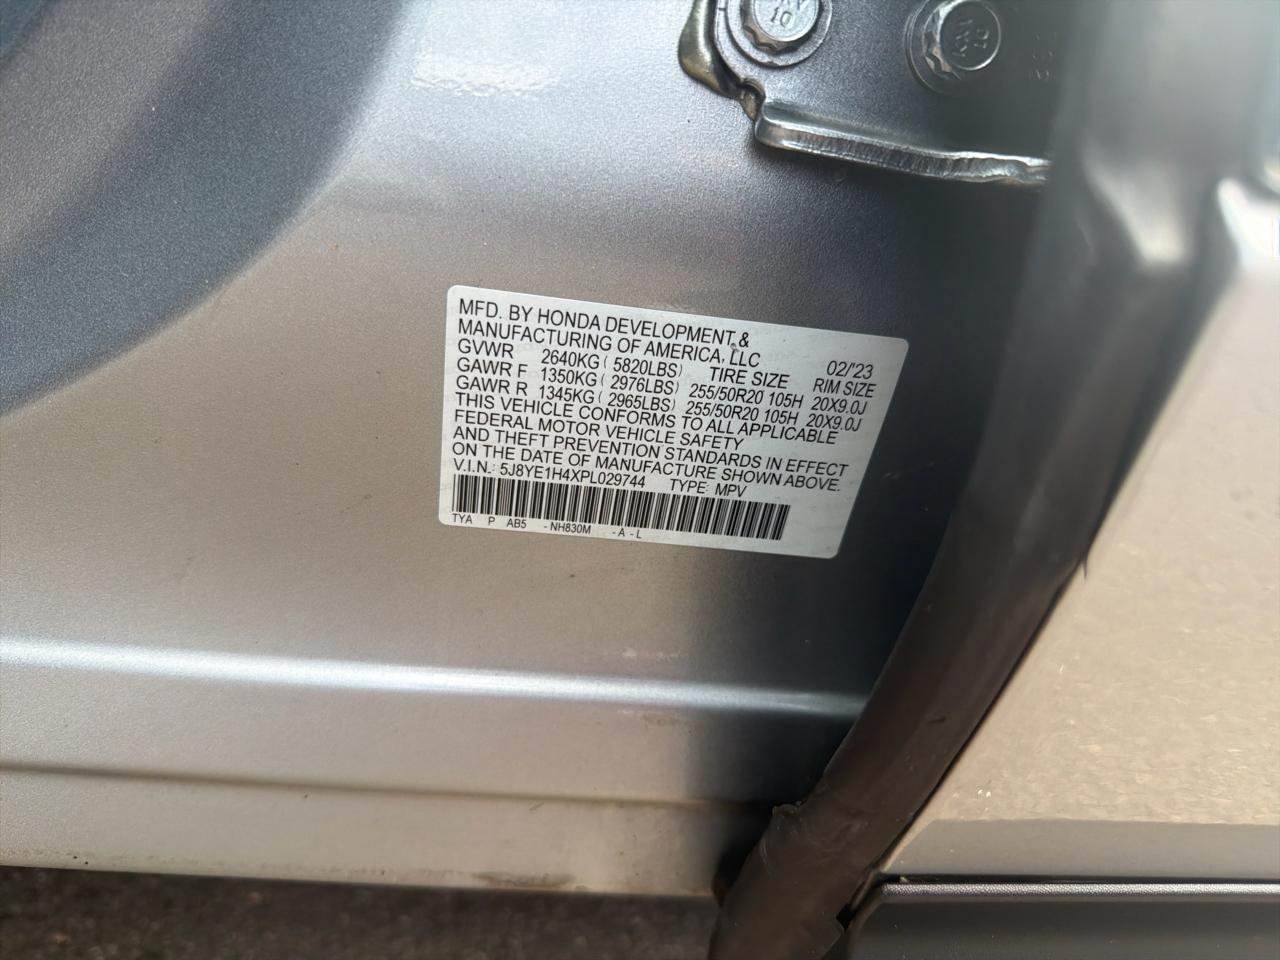 MFD. BY HONDA DEVELOPMENT &
MANUFACTURING OF AMERICA, LLC 02/'23
GVWR 2640KG ( 5820LBS) TIRE SIZE RIM SIZE
GAWR F 1350KG ( 2976LBS) 255/50R20 105H 20X9.0J
GAWR R 1345KG ( 2965LBS) 255/50R20 105H 20X9.0J
THIS VEHICLE CONFORMS TO ALL APPLICABLE
FEDERAL MOTOR VEHICLE SAFETY
AND THEFT PREVENTION STANDARDS IN EFFECT
ON THE DATE OF MANUFACTURE SHOWN ABOVE.
V.I.N.: 5J8YE1H4XPL029744 TYPE: MPV
TYA P AB5 - NH830M - A - L
10
10